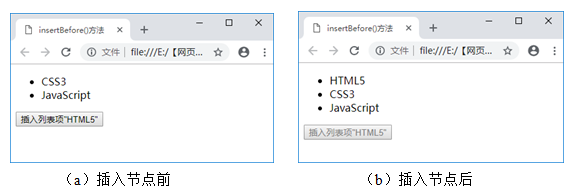 insertBefore()方法
文件 file:///E:/【网页...
• CSS3
• JavaScript
插入列表项"HTML5"
(a)插入节点前
insertBefore()方法
文件 file:///E:/【网页...
• HTML5
• CSS3
• JavaScript
插入列表项"HTML5"
(b)插入节点后